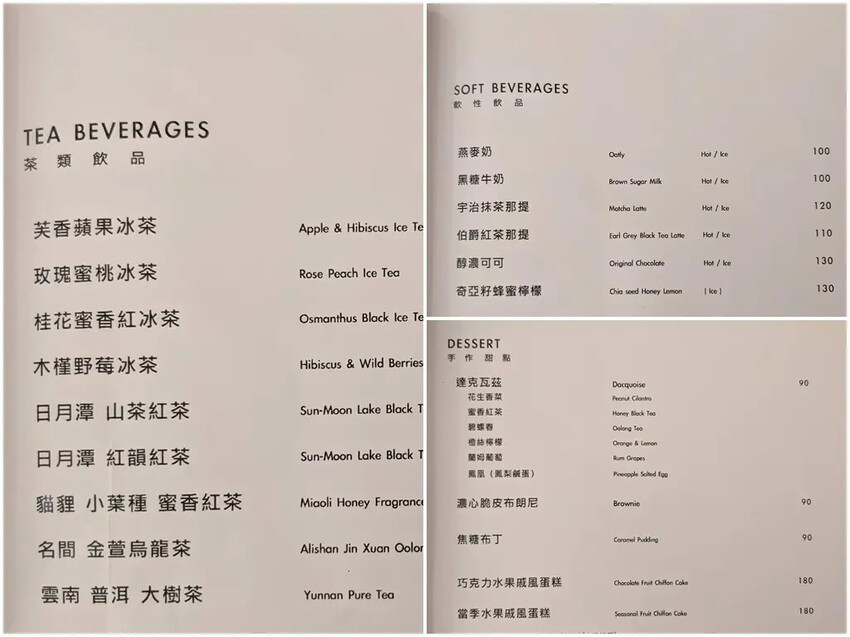 TEA BEVERAGES
茶類飲品
芙香蘋果冰茶 Apple & Hibiscus Ice Te
玫瑰蜜桃冰茶 Rose Peach Ice Tea
桂花蜜香紅冰茶 Osmanthus Black Ice Te
木槿野莓冰茶 Hibiscus & Wild Berries
日月潭 山茶紅茶 Sun-Moon Lake Black T
日月潭 紅韻紅茶 Sun-Moon Lake Black T
貓貍 小葉種 蜜香紅茶 Miaoli Honey Fragranc
名間 金萱烏龍茶 Alishan Jin Xuan Oolor
雲南 普洱 大樹茶 Yunnan Pure Tea
SOFT BEVERAGES
軟性飲品
燕麥奶 Oatly Hot / Ice 100
黑糖牛奶 Brown Sugar Milk Hot / Ice 100
宇治抹茶那提 Matcha Latte Hot / Ice 120
伯爵紅茶那提 Earl Grey Black Tea Latte Hot / Ice 110
醇濃可可 Original Chocolate Hot / Ice 130
奇亞籽蜂蜜檸檬 Chia seed Honey Lemon ( Ice ) 130
DESSERT
手作甜點
達克瓦茲 Dacquoise 90
花生香菜 Peanut Cilantro
蜜香紅茶 Honey Black Tea
碧螺春 Oolong Tea
橙絲檸檬 Orange & Lemon
蘭姆葡萄 Rum Grapes
鳳凰（鳳梨鹹蛋） Pineapple Salted Egg
濃心脆皮布朗尼 Brownie 90
焦糖布丁 Caramel Pudding 90
巧克力水果戚風蛋糕 Chocolate Fruit Chiffon Cake 180
當季水果戚風蛋糕 Seasonal Fruit Chiffon Cake 180